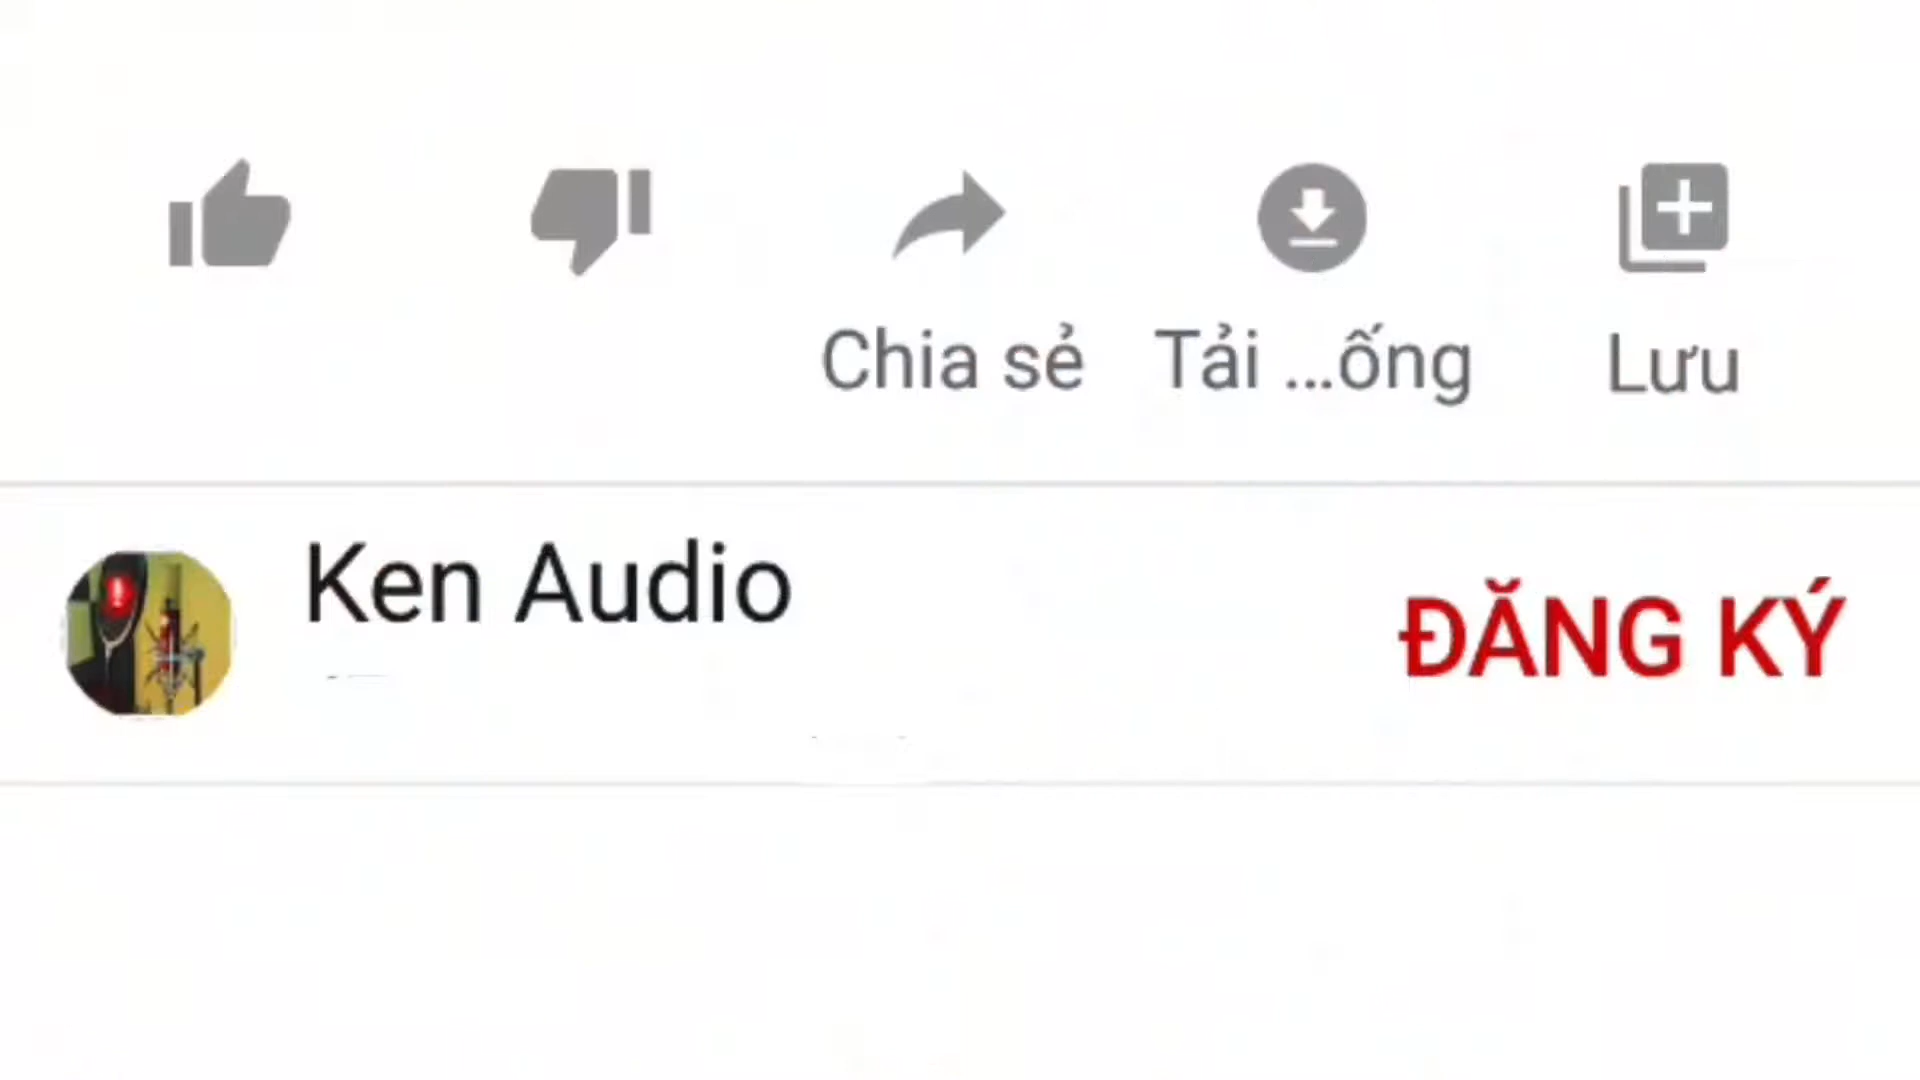 Chia sẻ
Tải ...ống
Lưu
Ken Audio
ĐĂNG KÝ